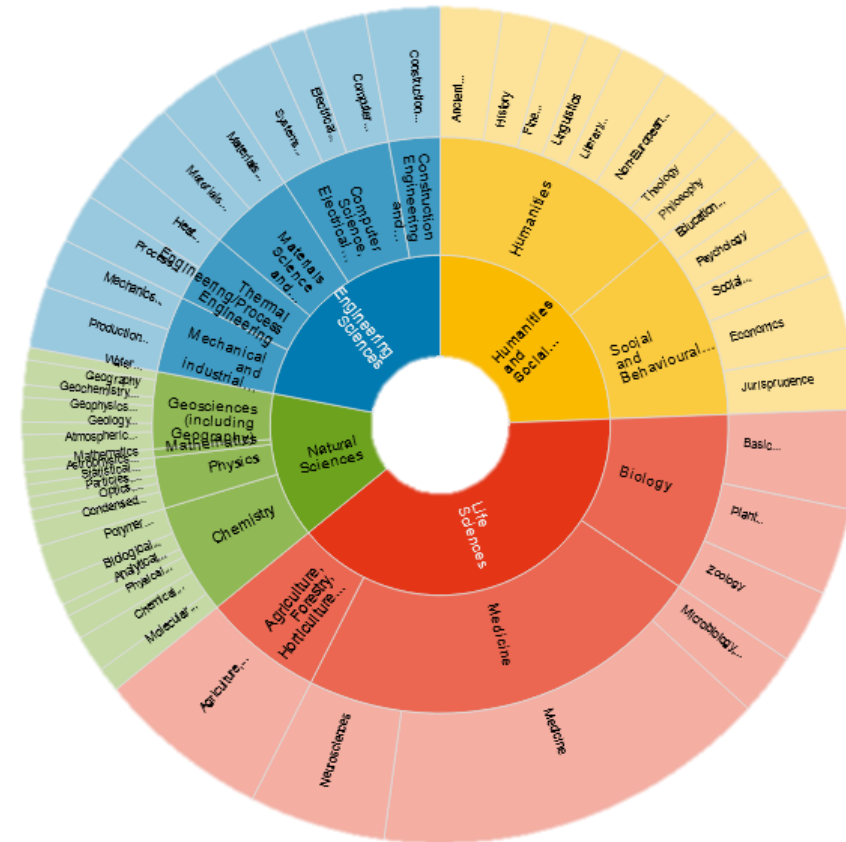 Ancient...
History
Fine...
Linguistics
Literary...
Non-European...
Theology
Philosophy
Education...
Psychology
Social...
Economics
Jurisprudence
Basic...
Plant...
Zoology
Microbiology,...
Medicine
Neurosciences
Agriculture,...
Molecular...
Chemical...
Physical...
Analytical...
Biological...
Polymer...
Condensed...
Optics...
Particles...
Statistical...
Astrophysics...
Mathematics
Atmospheric...
Geology...
Geophysics...
Geochemistry...
Geography
Water...
Production...
Mechanics...
Process...
Heat...
Materials...
Materials...
Systems...
Electrical...
Computer...
Construction...
Humanities
Social
and
Behavioural...
Biology
Medicine
Agriculture,
Forestry,
Horticulture...
Chemistry
Physics
Mathematics
Geosciences
(including
Geography)
Mechanical
and
industrial...
Thermal
Engineering/Process
Engineering
Materials
Science
and...
Computer
Science,
Electrical...
Construction
Engineering
and...
Humanities
and
Social...
Life
Sciences
Natural
Sciences
Engineering
Sciences